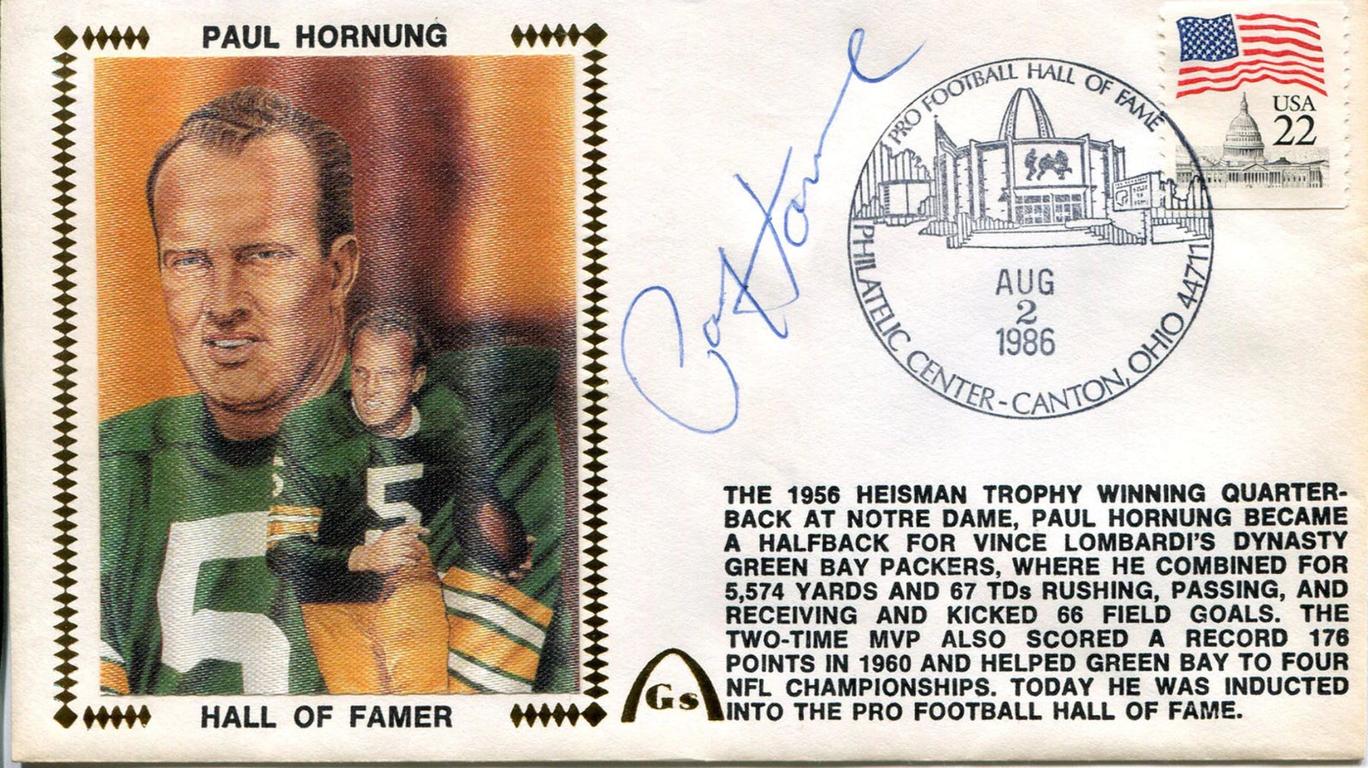 PAUL HORNUNG
5
5
HALL OF FAMER
Paul Hornung
PRO FOOTBALL HALL OF FAME
AUG
2
1986
PHILATELIC CENTER-CANTON, OHIO 44711
USA
22
THE 1956 HEISMAN TROPHY WINNING QUARTER-
BACK AT NOTRE DAME, PAUL HORNUNG BECAME
A HALFBACK FOR VINCE LOMBARDI'S DYNASTY
GREEN BAY PACKERS, WHERE HE COMBINED FOR
5,574 YARDS AND 67 TDs RUSHING, PASSING, AND
RECEIVING AND KICKED 66 FIELD GOALS. THE
TWO-TIME MVP ALSO SCORED A RECORD 176
POINTS IN 1960 AND HELPED GREEN BAY TO FOUR
NFL CHAMPIONSHIPS. TODAY HE WAS INDUCTED
INTO THE PRO FOOTBALL HALL OF FAME.
Gs